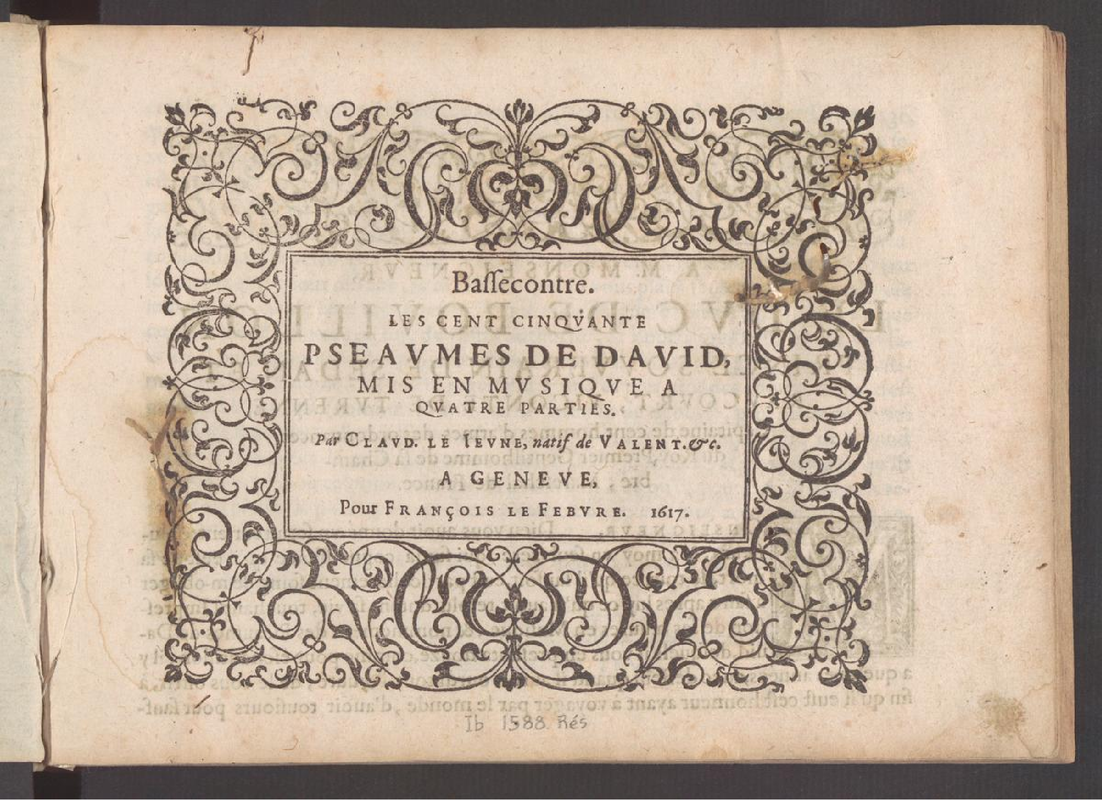 Baſſecontre.
LES CENT CINQVANTE
PSEAVMES DE DAVID,
MIS EN MVSIQVE A
QVATRE PARTIES.
Par CLAVD. LE IEVNE, natif de VALENT. &c.
A GENEVE,
Pour FRANÇOIS LE FEBVRE. 1617.
Ib 1588 Rés